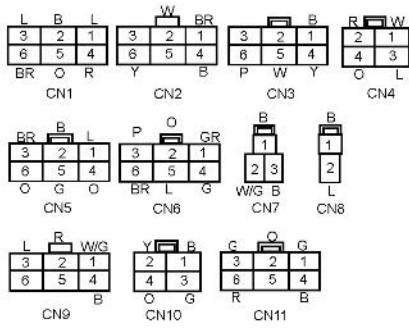 L B L
3 2 1
6 5 4
BR O R
CN1
W BR
3 2 1
6 5 4
Y B
CN2
B
3 2 1
6 5 4
P W Y
CN3
R W
2 1
4 3
O L
CN4
BR B L
3 2 1
6 5 4
O G O
CN5
P O GR
3 2 1
6 5 4
BR L G
CN6
B
1
2 3
W/G B
CN7
B
1
2
L
CN8
L R W/G
3 2 1
6 5 4
B
CN9
Y B
2 1
4 3
O G
CN10
G O G
3 2 1
6 5 4
R B
CN11